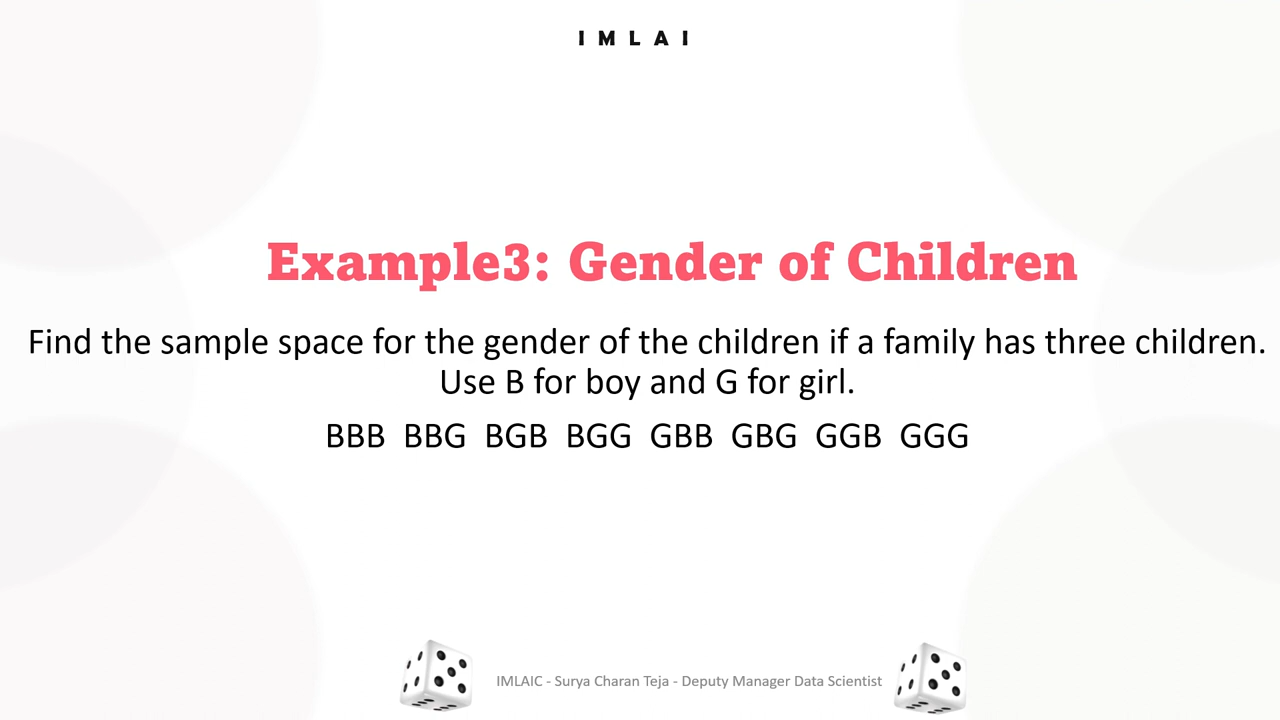 IMLAI
Example3: Gender of Children
Find the sample space for the gender of the children if a family has three children.
Use B for boy and G for girl.
BBB BBG BGB BGG GBB GBG GGB GGG
IMLAIC - Surya Charan Teja - Deputy Manager Data Scientist